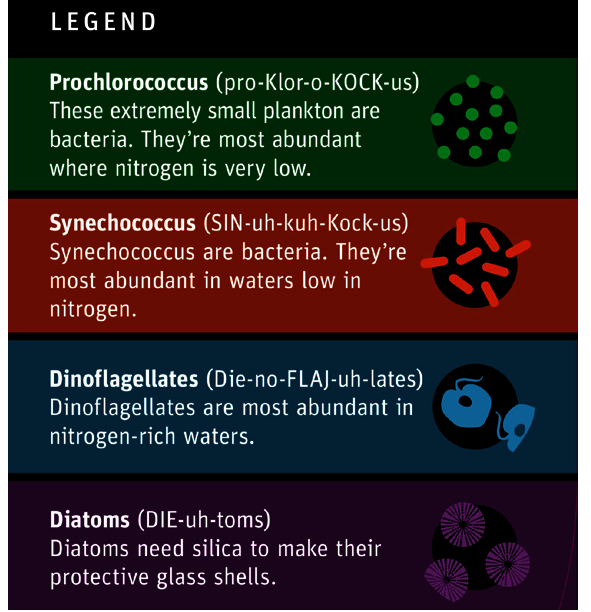 LEGEND
Prochlorococcus (pro-Klor-o-KOCK-us)
These extremely small plankton are
bacteria. They're most abundant
where nitrogen is very low.
Synechococcus (SIN-uh-kuh-Kock-us)
Synechococcus are bacteria. They're
most abundant in waters low in
nitrogen.
Dinoflagellates (Die-no-FLAJ-uh-lates)
Dinoflagellates are most abundant in
nitrogen-rich waters.
Diatoms (DIE-uh-toms)
Diatoms need silica to make their
protective glass shells.